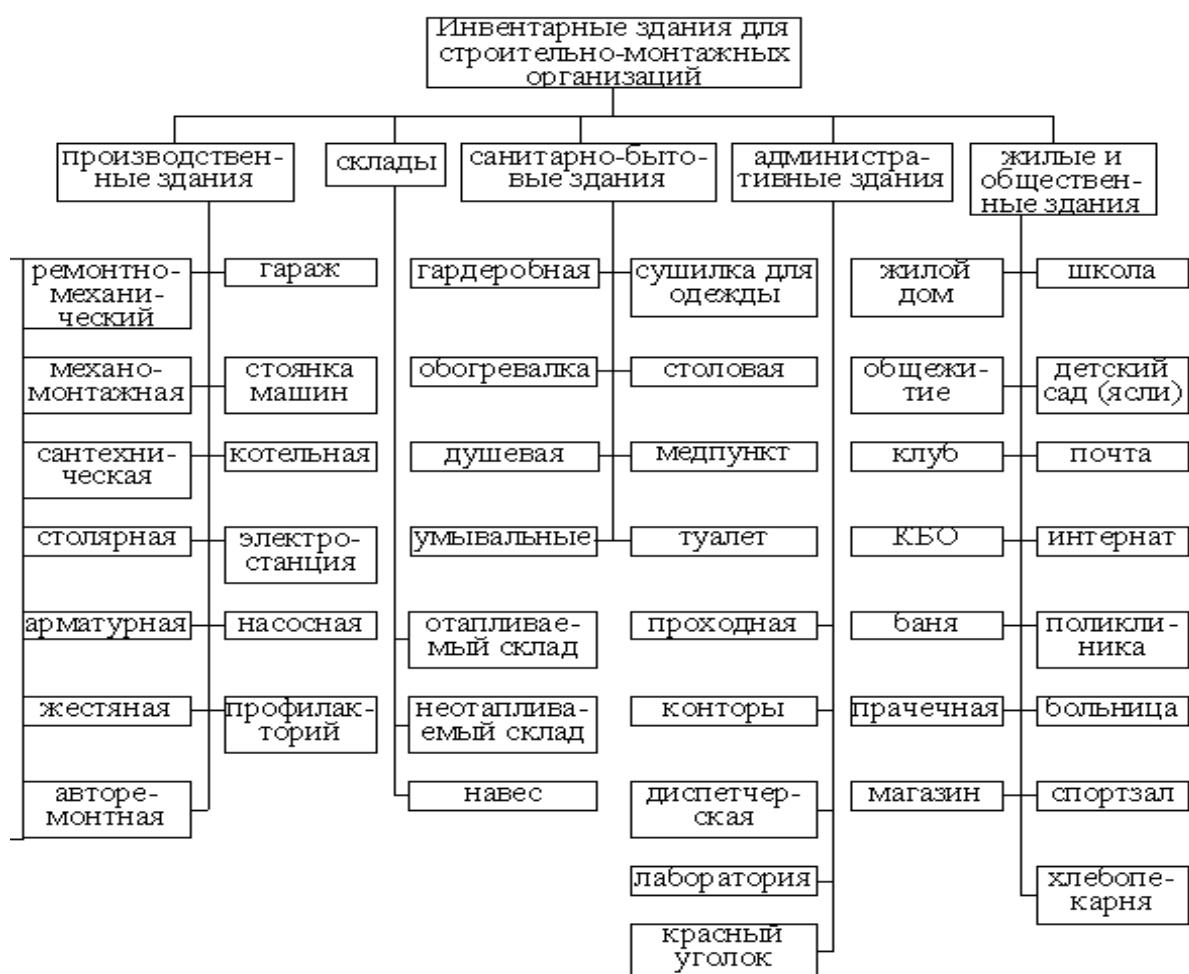 Инвентарные здания для
строительно-монтажных
организаций
производствен-
ные здания
склады
санитарно-быто-
вые здания
администра-
тивные здания
жилые и
обществен-
ные здания
ремонтно-
механи-
ческий
гараж
механо-
монтажная
стоянка
машин
сантехни-
ческая
котельная
столярная
электро-
станция
арматурная
насосная
жестяная
профилак-
торий
авторе-
монтная
отапливае-
мый склад
неотаплива-
емый склад
навес
гардеробная
сушилка для
одежды
обогревалка
столовая
душевая
медпункт
умывальные
туалет
проходная
конторы
диспетчер-
ская
лаборатория
красный
уголок
жилой
дом
школа
общежи-
тие
детский
сад (ясли)
клуб
почта
КБО
интернат
баня
поликли-
ника
прачечная
больница
магазин
спортзал
хлебопе-
карня